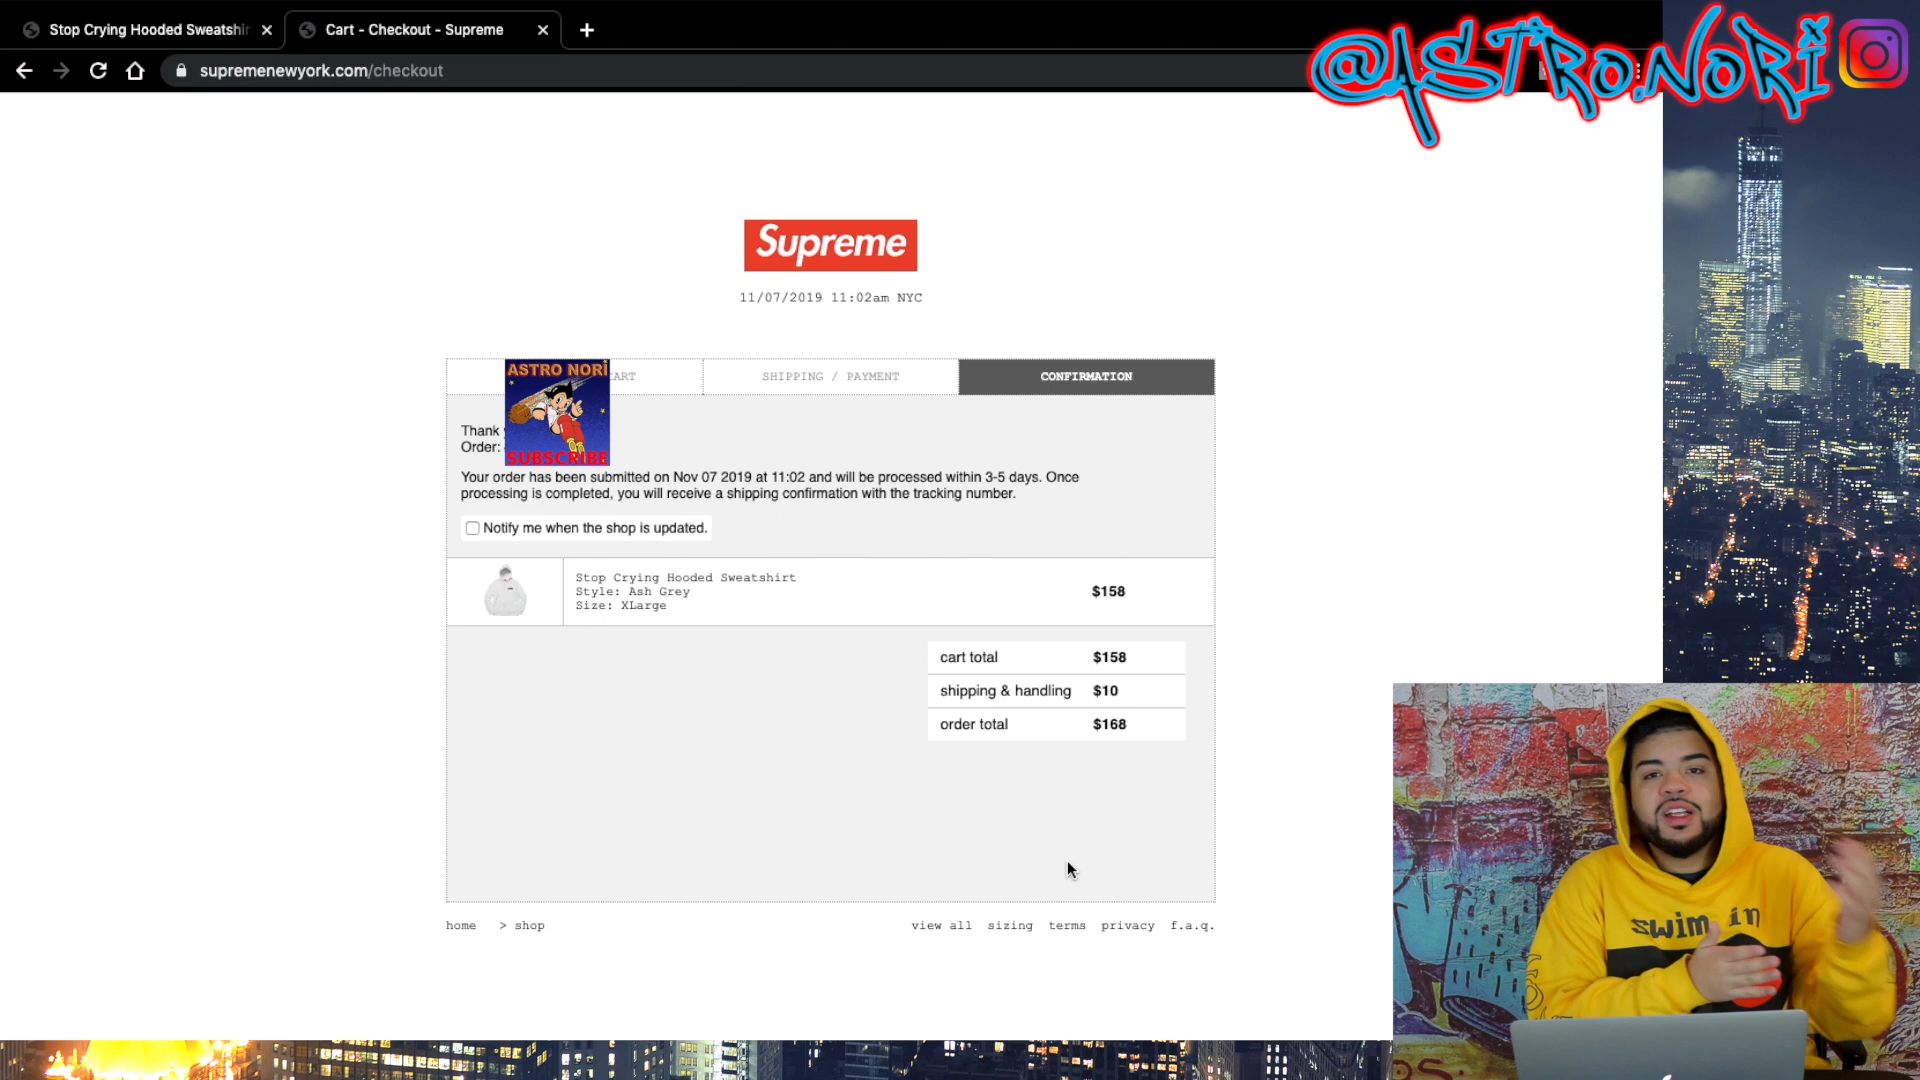 Stop Crying Hooded Sweatshir
Cart - Checkout - Supreme
supremenewyork.com/checkout
@ASTRO.NORi
Supreme
11/07/2019 11:02am NYC
ASTRO NORI
SUBSCRIBE
CART
SHIPPING / PAYMENT
CONFIRMATION
Thank
Order:
Your order has been submitted on Nov 07 2019 at 11:02 and will be processed within 3-5 days. Once
processing is completed, you will receive a shipping confirmation with the tracking number.
Notify me when the shop is updated.
Stop Crying Hooded Sweatshirt
Style: Ash Grey
Size: XLarge
$158
cart total $158
shipping & handling $10
order total $168
home > shop
view all sizing terms privacy f.a.q.
swim in